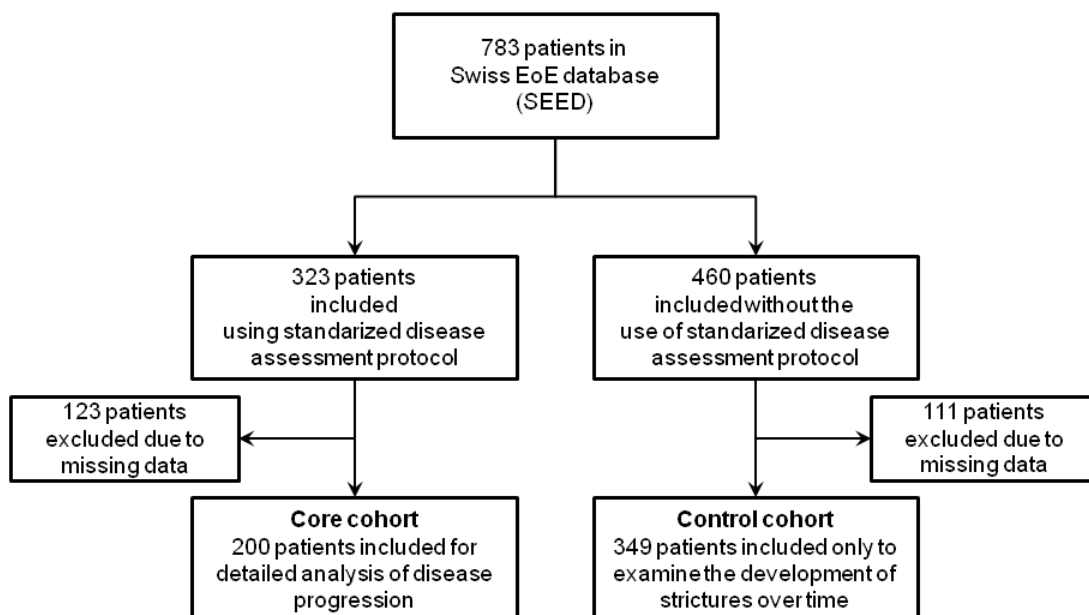 783 patients in
Swiss EoE database
(SEED)
323 patients
included
using standarized disease
assessment protocol
460 patients
included without the
use of standarized disease
assessment protocol
123 patients
excluded due to
missing data
111 patients
excluded due to
missing data
Core cohort
200 patients included for
detailed analysis of disease
progression
Control cohort
349 patients included only to
examine the development of
strictures over time